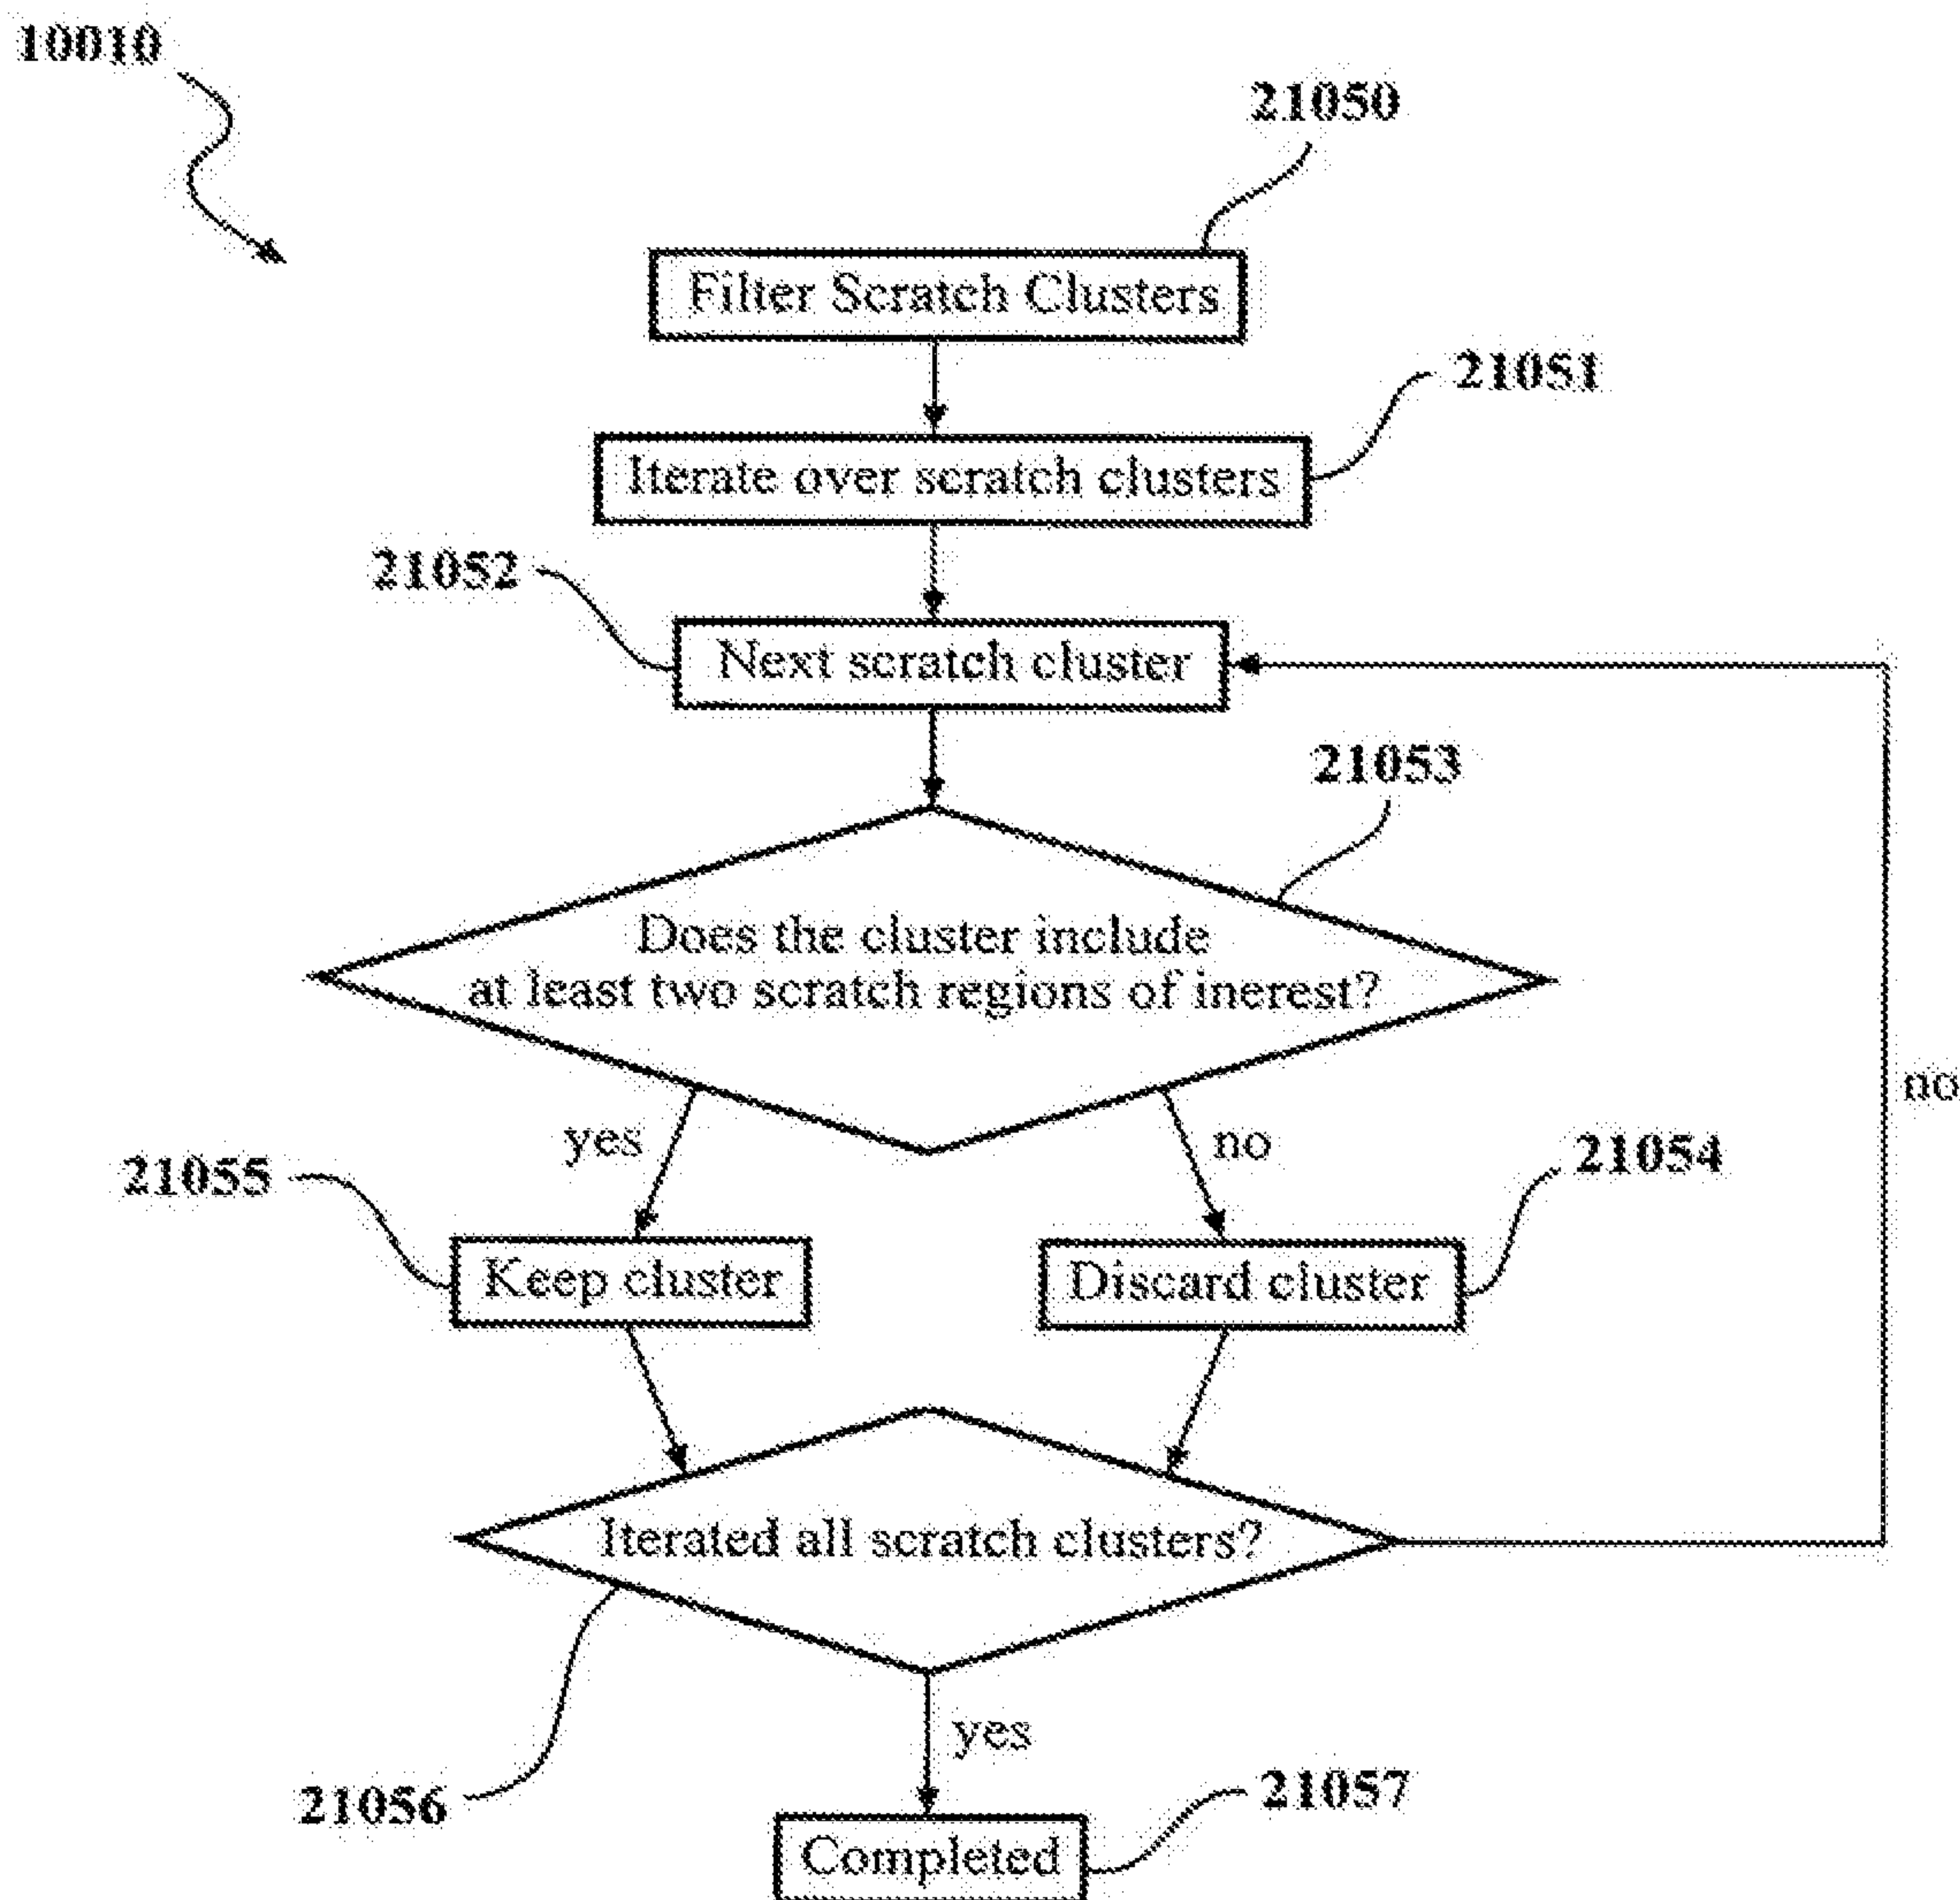 10010
21050
Filter Scratch Clusters
21051
Iterate over scratch clusters
21052
Next scratch cluster
21053
Does the cluster include
at least two scratch regions of inerest?
yes
no
no
21055
21054
Keep cluster
Discard cluster
Iterated all scratch clusters?
yes
21056
21057
Completed